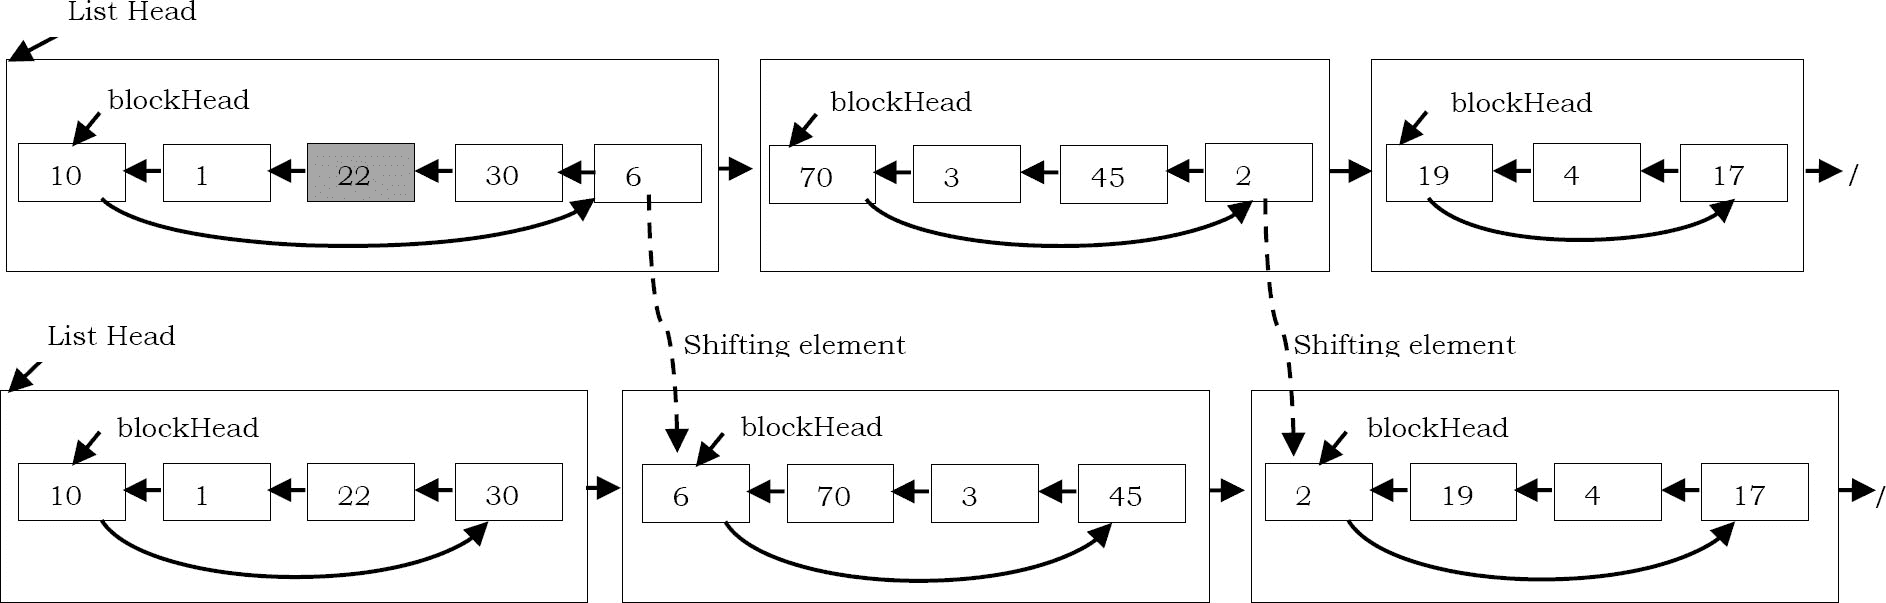 List Head
blockHead blockHead blockHead
10 1 22 30 6 70 3 45 2 19 4 17 /
Shifting element Shifting element
List Head
blockHead blockHead blockHead
10 1 22 30 6 70 3 45 2 19 4 17 /